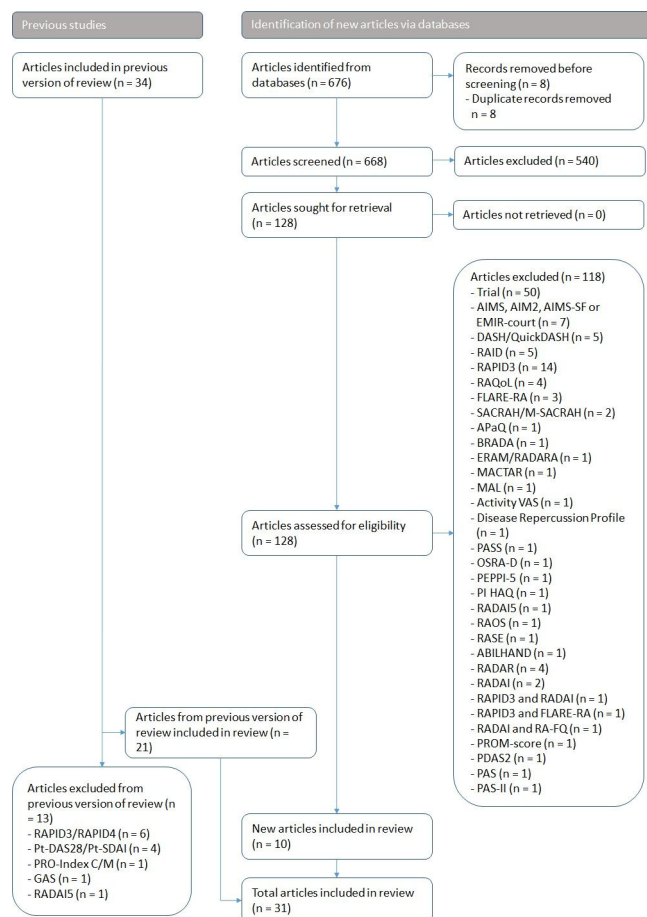 Previous studies
Identification of new articles via databases
Articles included in previous
version of review (n = 34)
Articles identified from
databases (n = 676)
Records removed before
screening (n = 8)
- Duplicate records removed
n = 8
Articles screened (n = 668)
Articles excluded (n = 540)
Articles sought for retrieval
(n = 128)
Articles not retrieved (n = 0)
Articles assessed for eligibility
(n = 128)
Articles excluded (n = 118)
- Trial (n = 50)
- AIMS, AIM2, AIMS-SF or
EMIR-court (n = 7)
- DASH/QuickDASH (n = 5)
- RAID (n = 5)
- RAPID3 (n = 14)
- RAQoL (n = 4)
- FLARE-RA (n = 3)
- SACRAH/M-SACRAH (n = 2)
- APaQ (n = 1)
- BRADA (n = 1)
- ERAM/RADARA (n = 1)
- MACTAR (n = 1)
- MAL (n = 1)
- Activity VAS (n = 1)
- Disease Repercussion Profile
(n = 1)
- PASS (n = 1)
- OSRA-D (n = 1)
- PEPPI-5 (n = 1)
- PI HAQ (n = 1)
- RADAI5 (n = 1)
- RAOS (n = 1)
- RASE (n = 1)
- ABILHAND (n = 1)
- RADAR (n = 4)
- RADAI (n = 2)
- RAPID3 and RADAI (n = 1)
- RAPID3 and FLARE-RA (n = 1)
- RADAI and RA-FQ (n = 1)
- PROM-score (n = 1)
- PDAS2 (n = 1)
- PAS (n = 1)
- PAS-II (n = 1)
Articles from previous version of
review included in review (n =
21)
Articles excluded from
previous version of review (n
= 13)
- RAPID3/RAPID4 (n = 6)
- Pt-DAS28/Pt-SDAI (n = 4)
- PRO-Index C/M (n = 1)
- GAS (n = 1)
- RADAI5 (n = 1)
New articles included in review
(n = 10)
Total articles included in review
(n = 31)